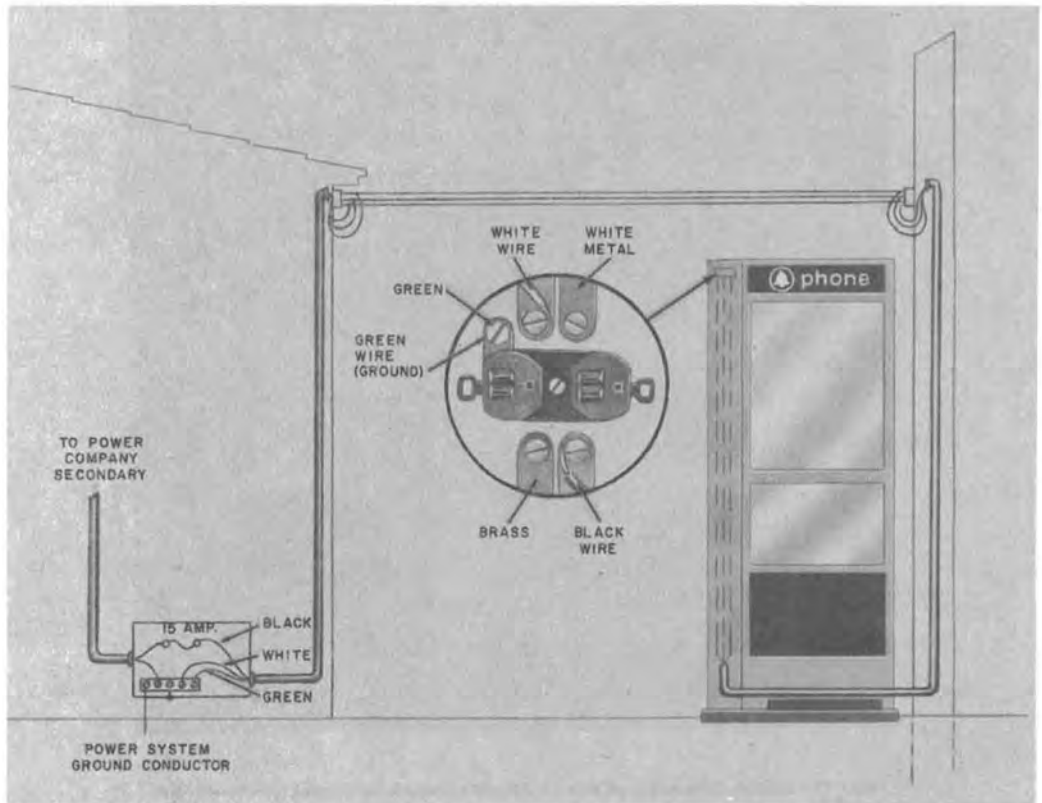 WHITE
WIRE
WHITE
METAL
GREEN
GREEN
WIRE
(GROUND)
phone
TO POWER
COMPANY
SECONDARY
BRASS
BLACK
WIRE
15 AMP.
BLACK
WHITE
GREEN
POWER SYSTEM
GROUND CONDUCTOR